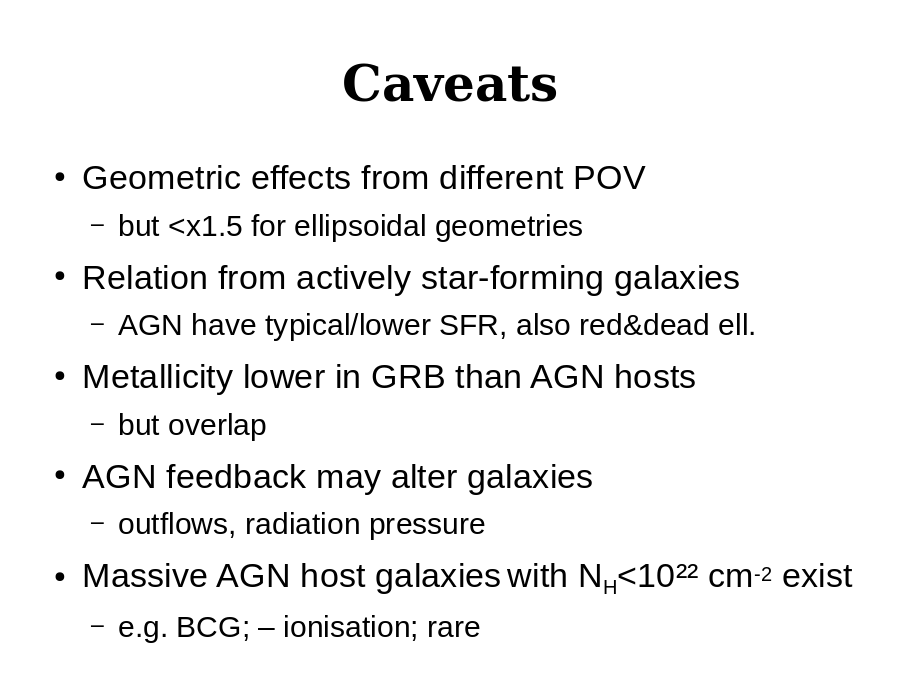 Caveats
• Geometric effects from different POV
– but <x1.5 for ellipsoidal geometries
• Relation from actively star-forming galaxies
– AGN have typical/lower SFR, also red&dead ell.
• Metallicity lower in GRB than AGN hosts
– but overlap
• AGN feedback may alter galaxies
– outflows, radiation pressure
• Massive AGN host galaxies with N_H<10²² cm⁻² exist
– e.g. BCG; – ionisation; rare